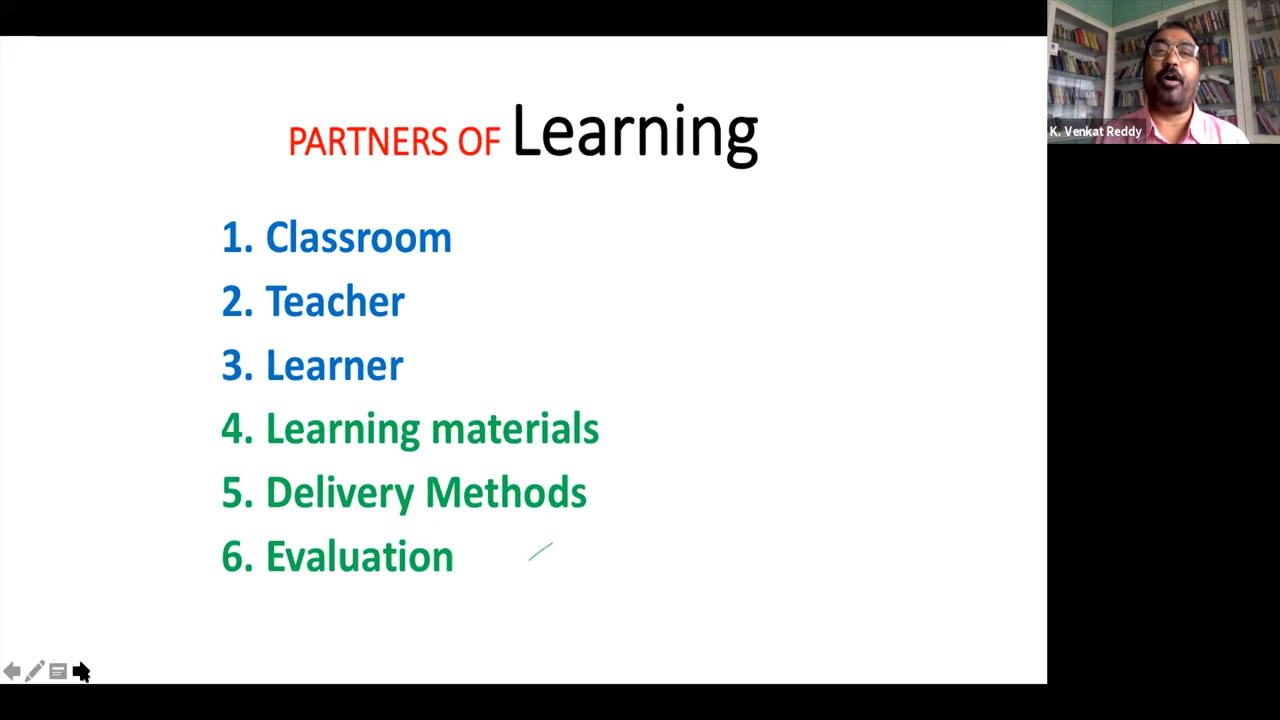 PARTNERS OF Learning
1. Classroom
2. Teacher
3. Learner
4. Learning materials
5. Delivery Methods
6. Evaluation
K. Venkat Reddy